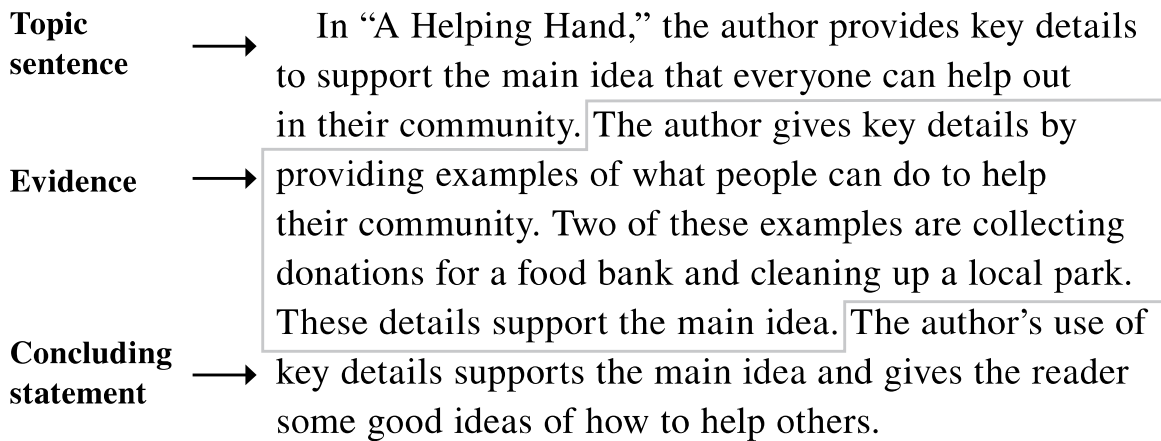 Topic
sentence
In “A Helping Hand,” the author provides key details
to support the main idea that everyone can help out
in their community. The author gives key details by
Evidence
providing examples of what people can do to help
their community. Two of these examples are collecting
donations for a food bank and cleaning up a local park.
These details support the main idea. The author’s use of
Concluding
statement
key details supports the main idea and gives the reader
some good ideas of how to help others.